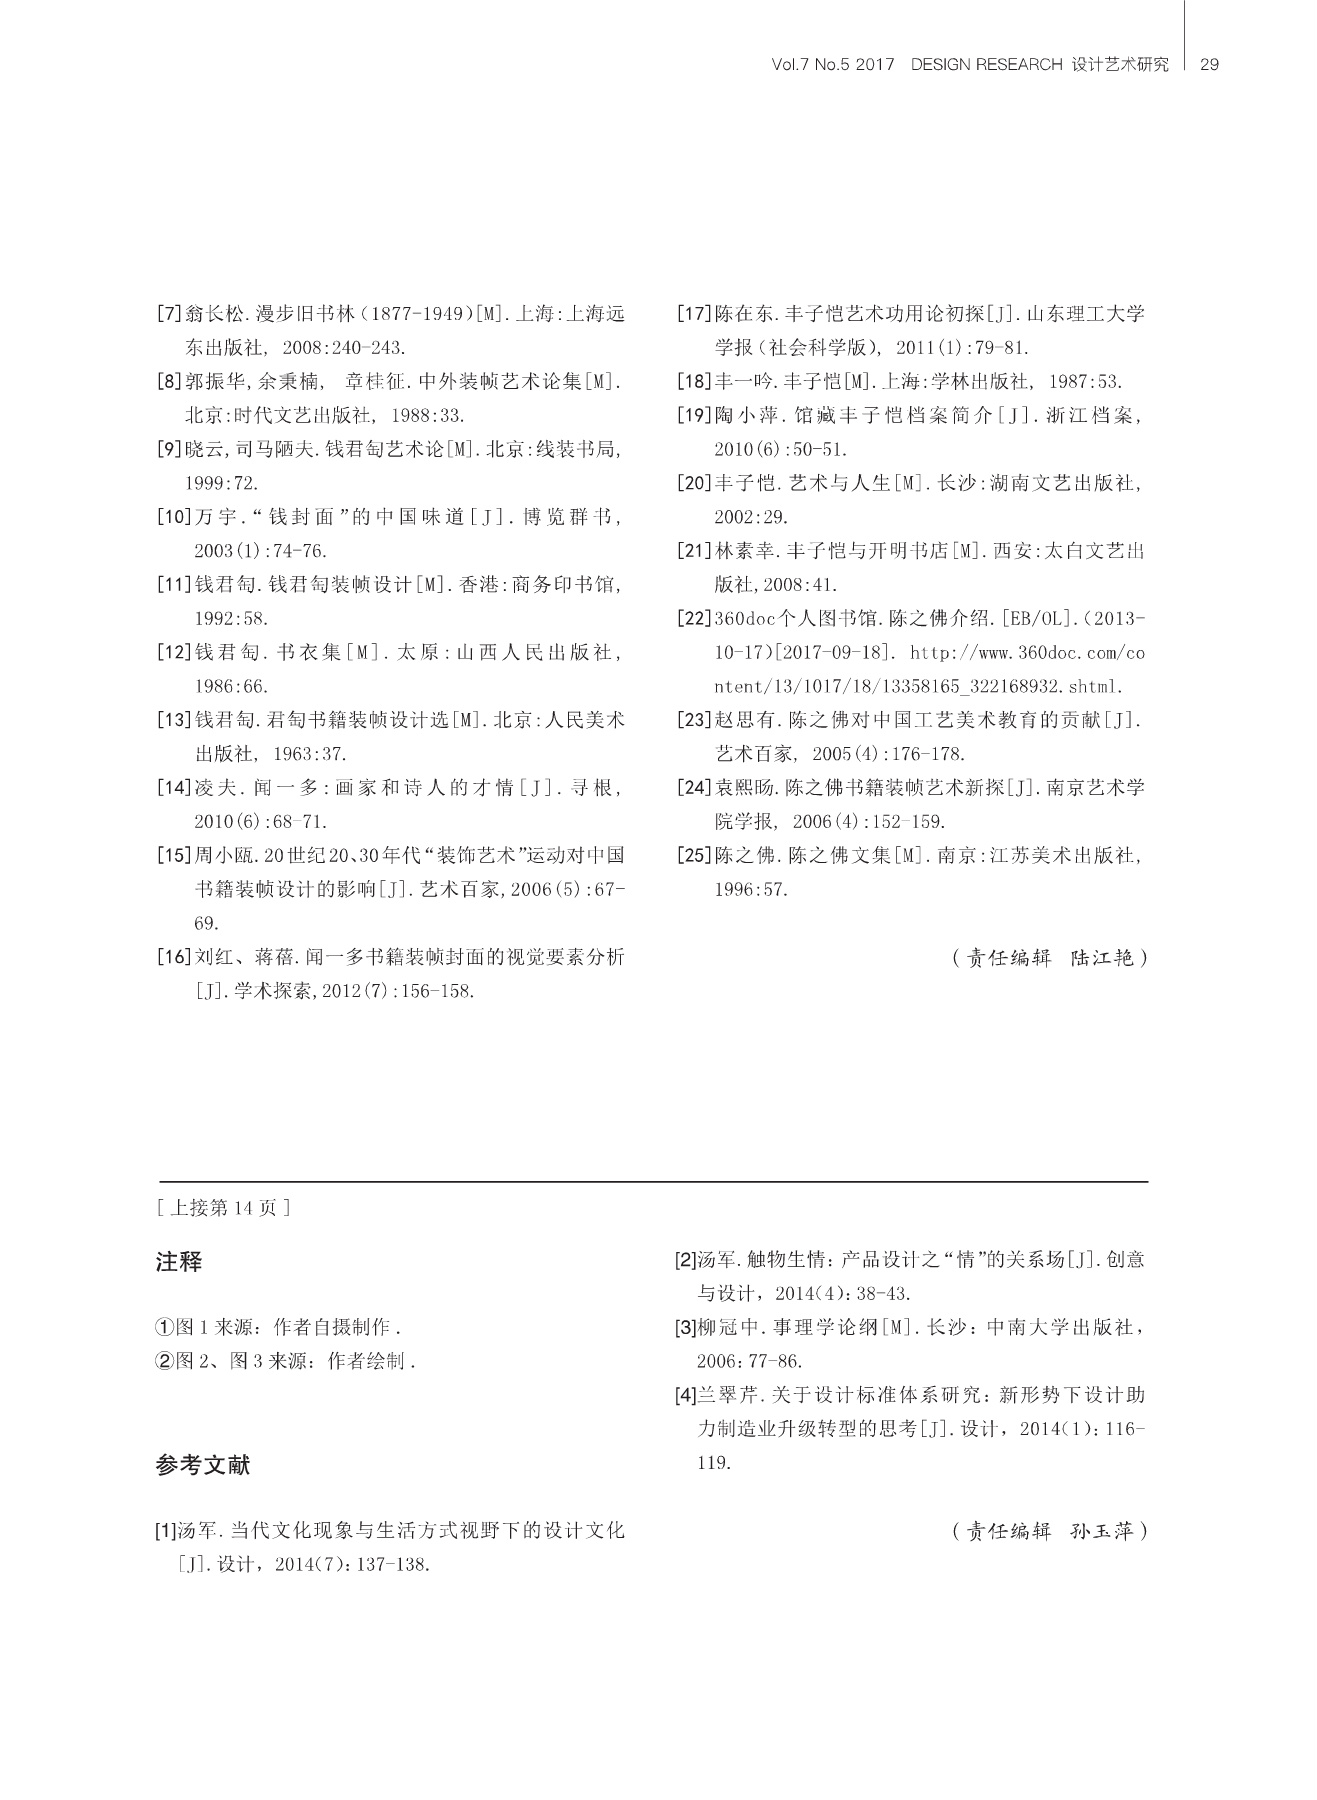 Vol.7 No.5 2017 DESIGN RESEARCH 设计艺术研究 29
[7]翁长松.漫步旧书林(1877-1949)[M].上海:上海远
东出版社, 2008:240-243.
[8]郭振华,余秉楠, 章桂征.中外装帧艺术论集[M].
北京:时代文艺出版社, 1988:33.
[9]晓云,司马陋夫.钱君匋艺术论[M].北京:线装书局,
1999:72.
[10]万宇.“钱封面”的中国味道[J].博览群书,
2003(1):74-76.
[11]钱君匋.钱君匋装帧设计[M].香港:商务印书馆,
1992:58.
[12]钱君匋.书衣集[M].太原:山西人民出版社,
1986:66.
[13]钱君匋.君匋书籍装帧设计选[M].北京:人民美术
出版社, 1963:37.
[14]凌夫.闻一多:画家和诗人的才情[J].寻根,
2010(6):68-71.
[15]周小瓯.20世纪20、30年代“装饰艺术”运动对中国
书籍装帧设计的影响[J].艺术百家,2006(5):67-
69.
[16]刘红、蒋蓓.闻一多书籍装帧封面的视觉要素分析
[J].学术探索,2012(7):156-158.
[17]陈在东.丰子恺艺术功用论初探[J].山东理工大学
学报(社会科学版), 2011(1):79-81.
[18]丰一吟.丰子恺[M].上海:学林出版社, 1987:53.
[19]陶小萍.馆藏丰子恺档案简介[J].浙江档案,
2010(6):50-51.
[20]丰子恺.艺术与人生[M].长沙:湖南文艺出版社,
2002:29.
[21]林素幸.丰子恺与开明书店[M].西安:太白文艺出
版社,2008:41.
[22]360doc个人图书馆.陈之佛介绍.[EB/OL].(2013-
10-17)[2017-09-18]. http://www.360doc.com/co
ntent/13/1017/18/13358165_322168932.shtml.
[23]赵思有.陈之佛对中国工艺美术教育的贡献[J].
艺术百家, 2005(4):176-178.
[24]袁熙旸.陈之佛书籍装帧艺术新探[J].南京艺术学
院学报, 2006(4):152-159.
[25]陈之佛.陈之佛文集[M].南京:江苏美术出版社,
1996:57.
(责任编辑 陆江艳)
[上接第14页]
注释
①图1来源：作者自摄制作.
②图2、图3来源：作者绘制.
参考文献
[1]汤军.当代文化现象与生活方式视野下的设计文化
[J].设计，2014(7)：137-138.
[2]汤军.触物生情：产品设计之“情”的关系场[J].创意
与设计，2014(4)：38-43.
[3]柳冠中.事理学论纲[M].长沙：中南大学出版社，
2006：77-86.
[4]兰翠芹.关于设计标准体系研究：新形势下设计助
力制造业升级转型的思考[J].设计，2014(1)：116-
119.
(责任编辑 孙玉萍)